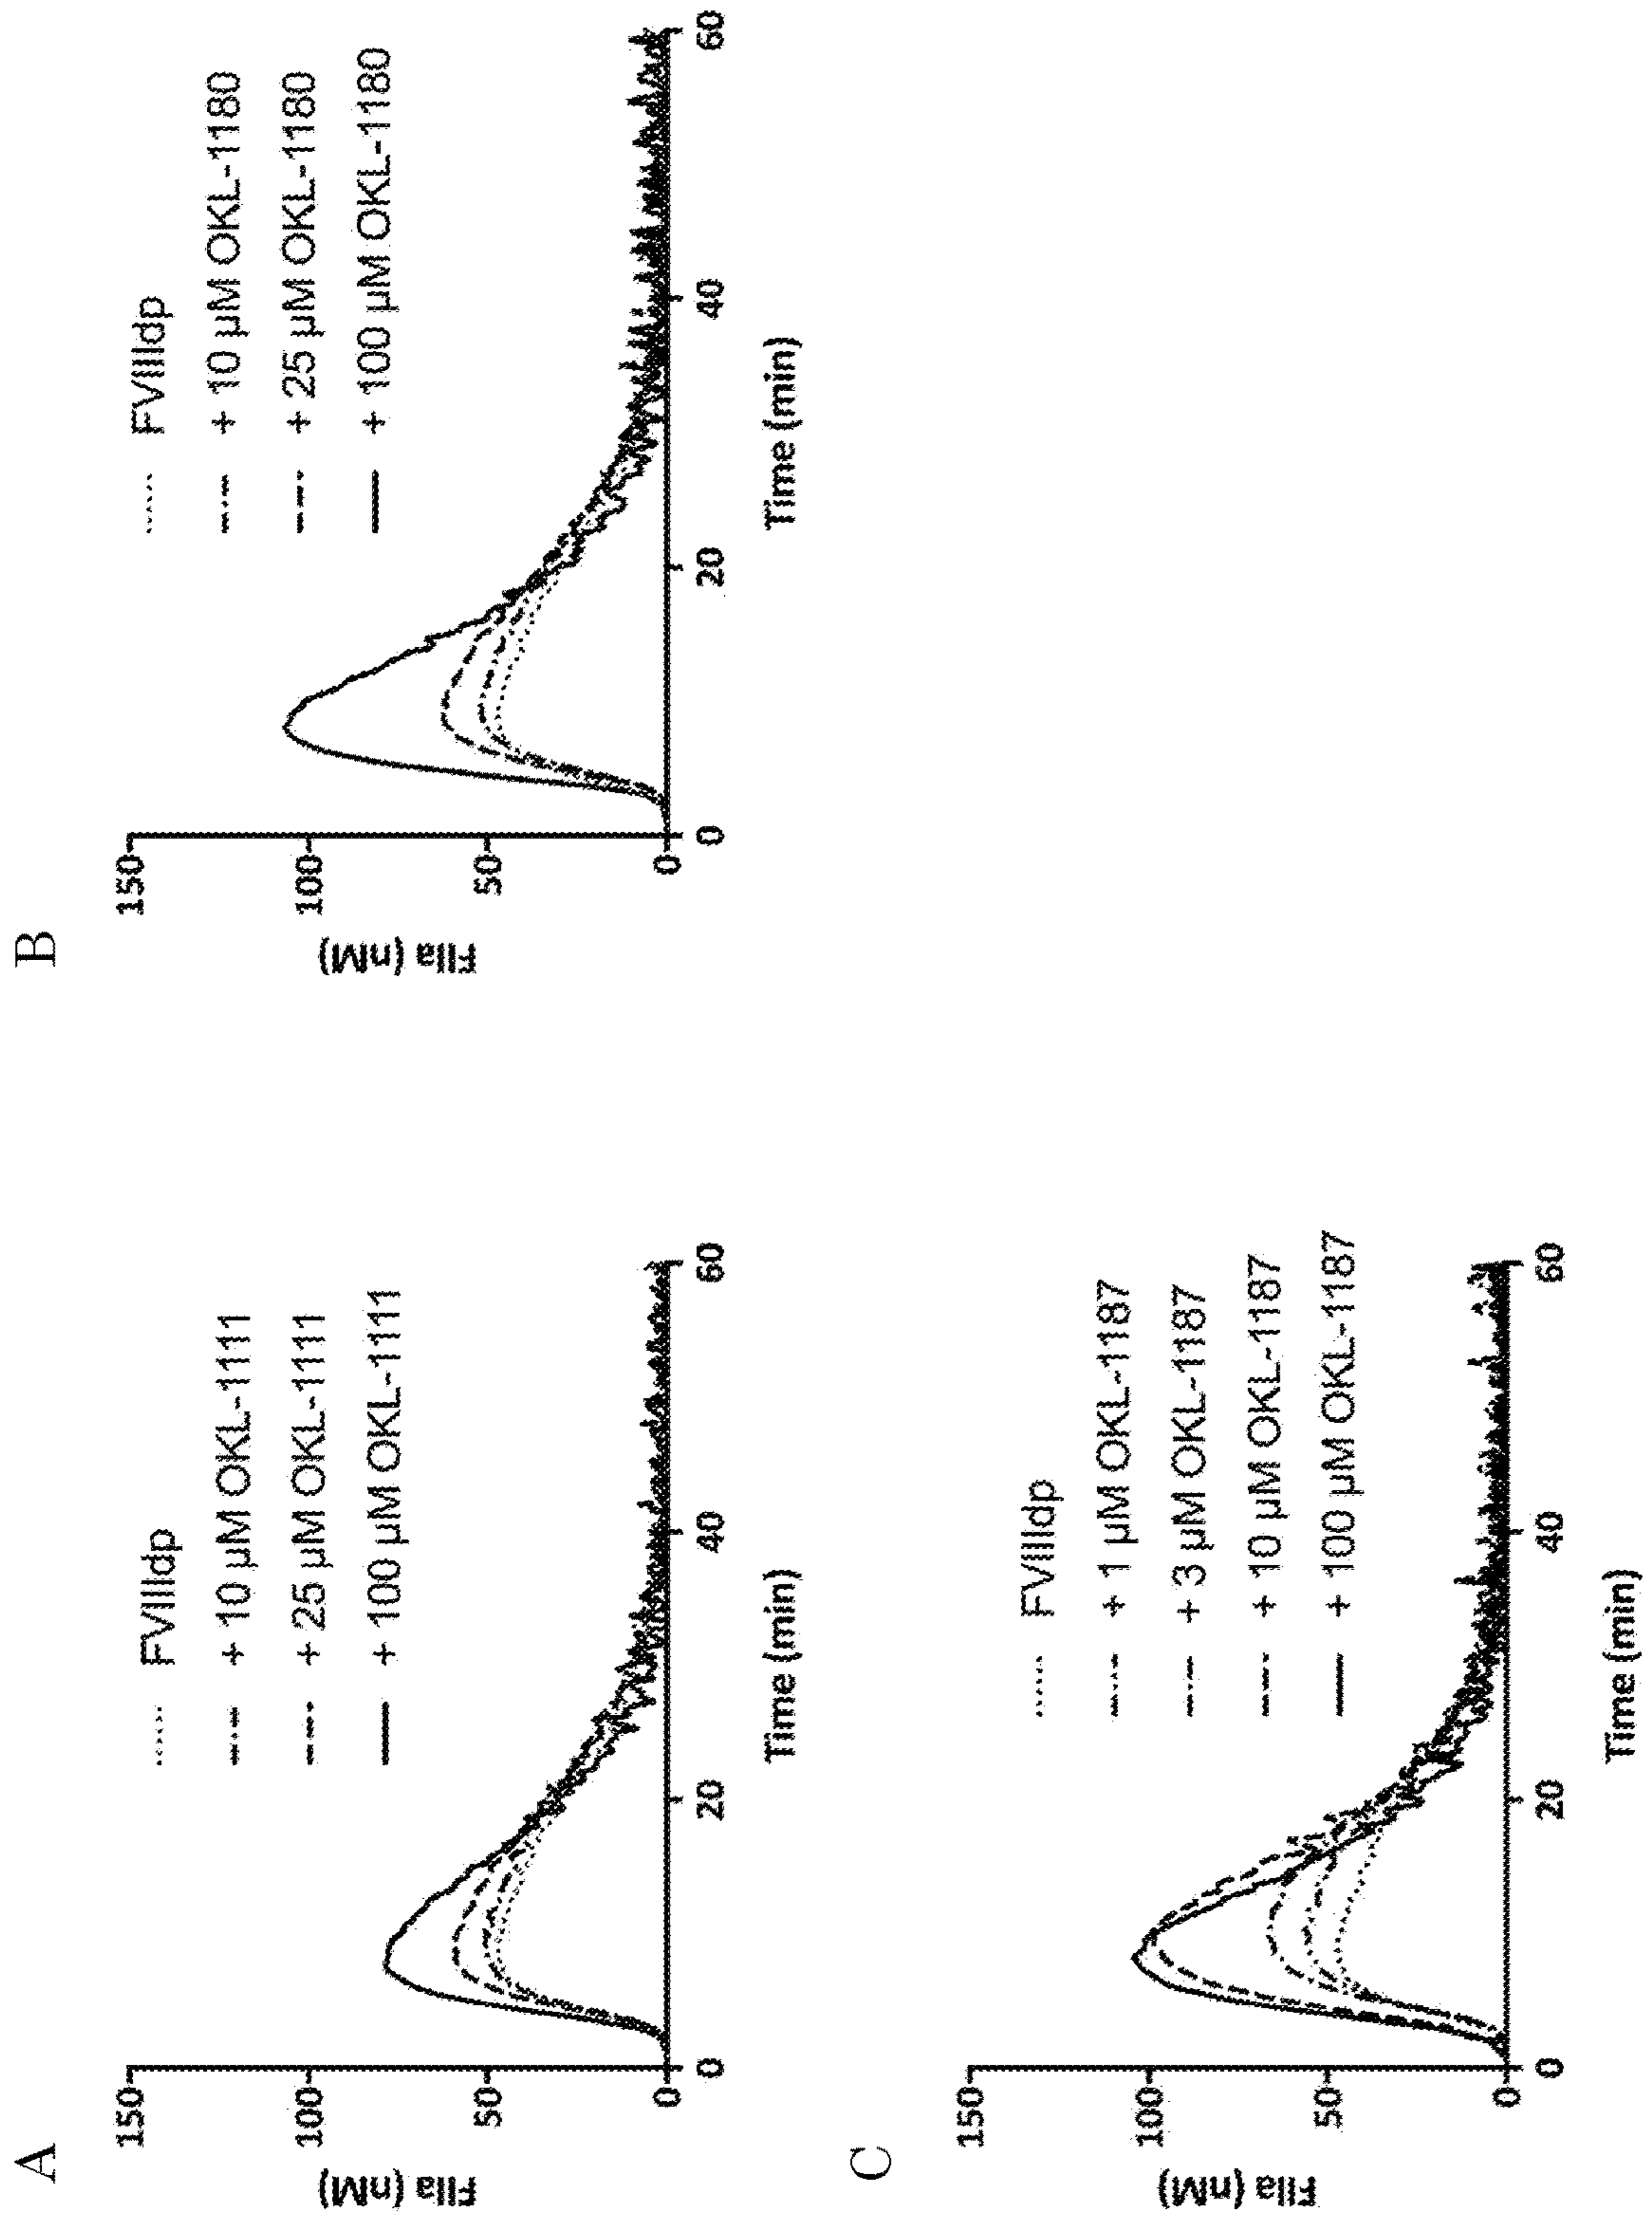 A
FIIa (nM)
150
100
50
0
0
20
40
60
Time (min)
FVIIIdp
+ 10 µM OKL-1111
+ 25 µM OKL-1111
+ 100 µM OKL-1111
B
FIIa (nM)
150
100
50
0
0
20
40
60
Time (min)
FVIIIdp
+ 10 µM OKL-1180
+ 25 µM OKL-1180
+ 100 µM OKL-1180
C
FIIa (nM)
150
100
50
0
0
20
40
60
Time (min)
FVIIIdp
+ 1 µM OKL-1187
+ 3 µM OKL-1187
+ 10 µM OKL-1187
+ 100 µM OKL-1187